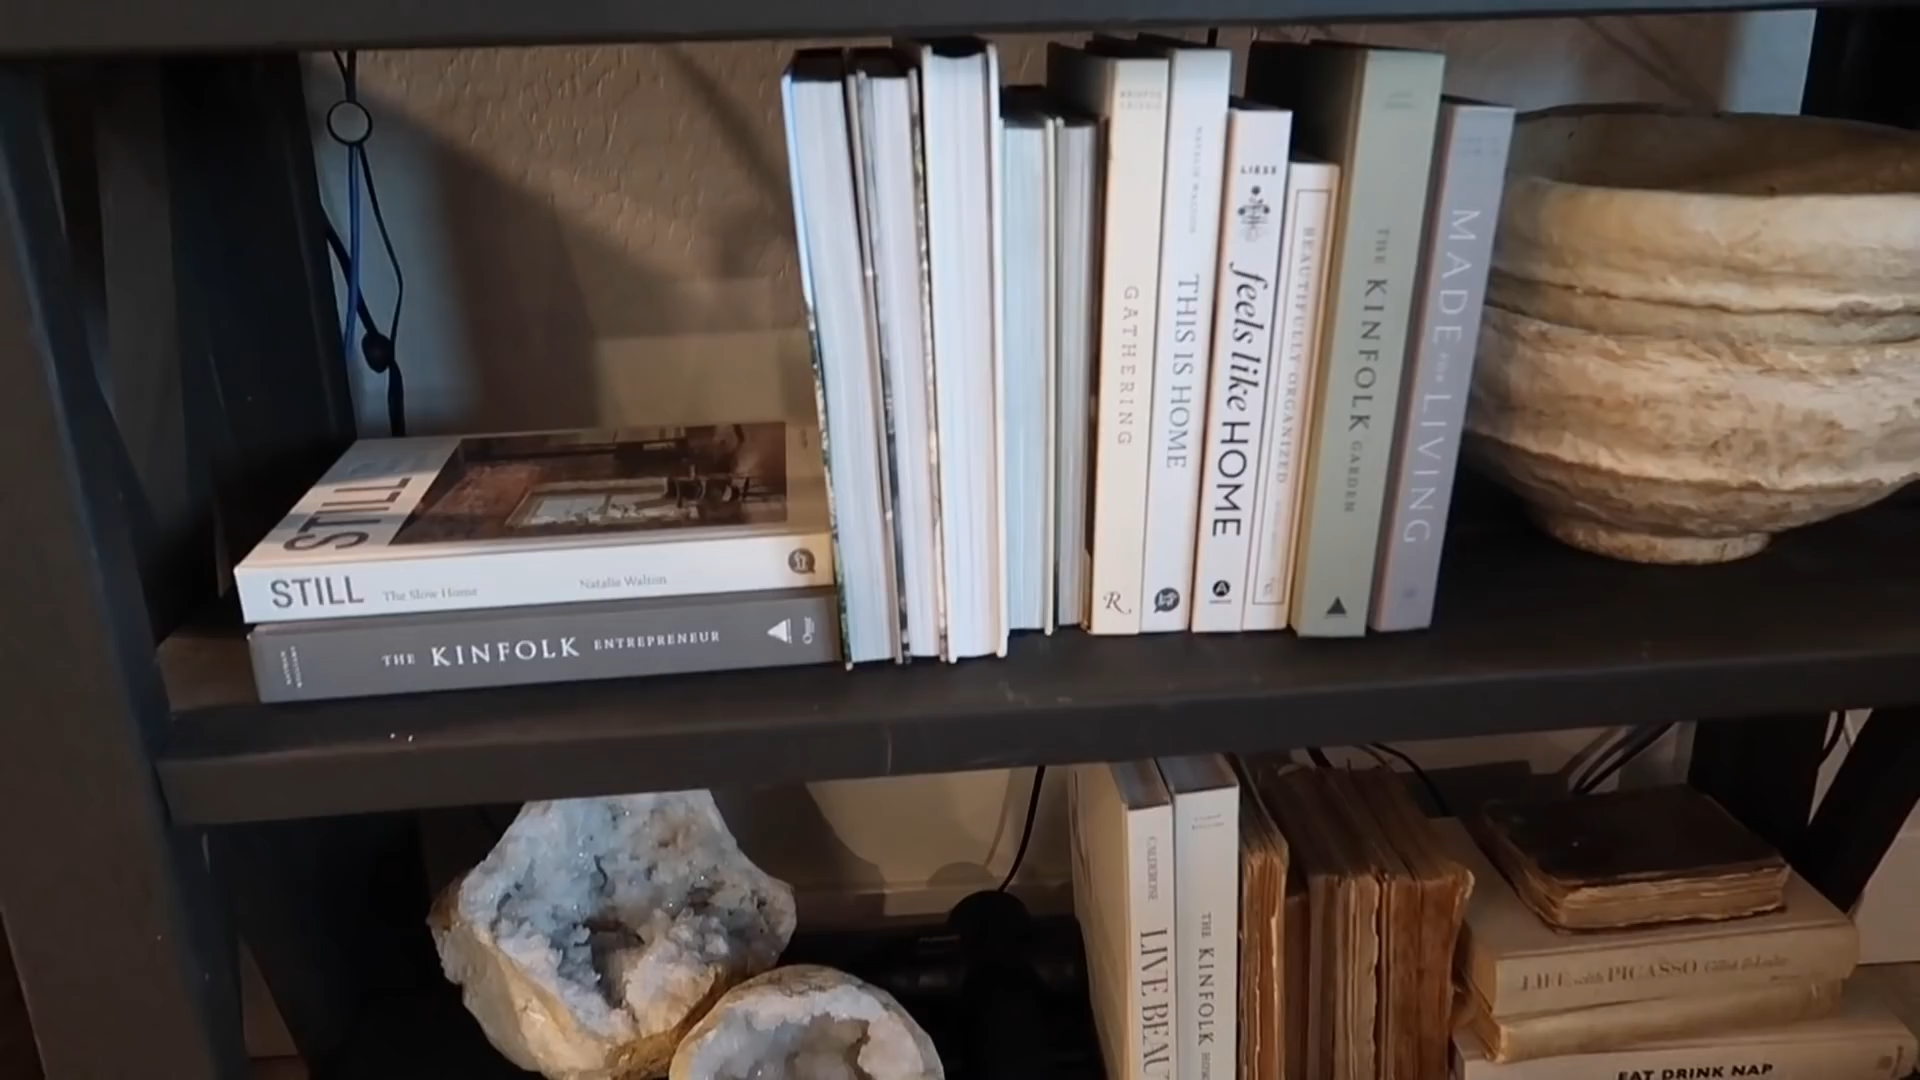 STILL
STILL The Slow Home Natalie Walton
THE KINFOLK ENTREPRENEUR
GATHERING
R
THIS IS HOME
feels like HOME
BEAUTIFULLY ORGANIZED
THE KINFOLK GARDEN
MADE FOR LIVING
LIVE BEAU
THE KINFOLK HOME
LIFE with PICASSO
EAT DRINK NAP